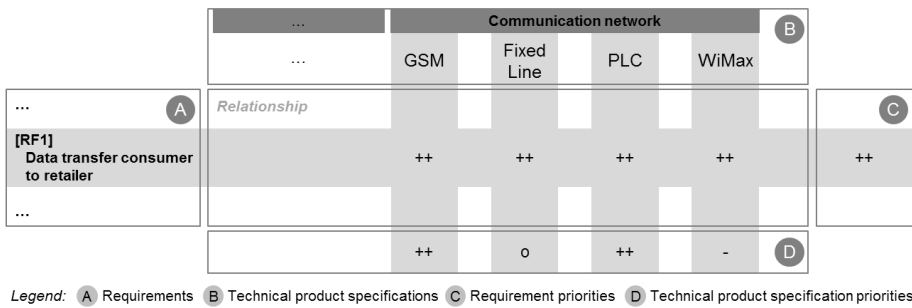 … Communication network B
… GSM Fixed Line PLC WiMax
… A Relationship C
[RF1]
Data transfer consumer to retailer ++ ++ ++ ++ ++
…
++ o ++ - D
Legend: A Requirements B Technical product specifications C Requirement priorities D Technical product specification priorities